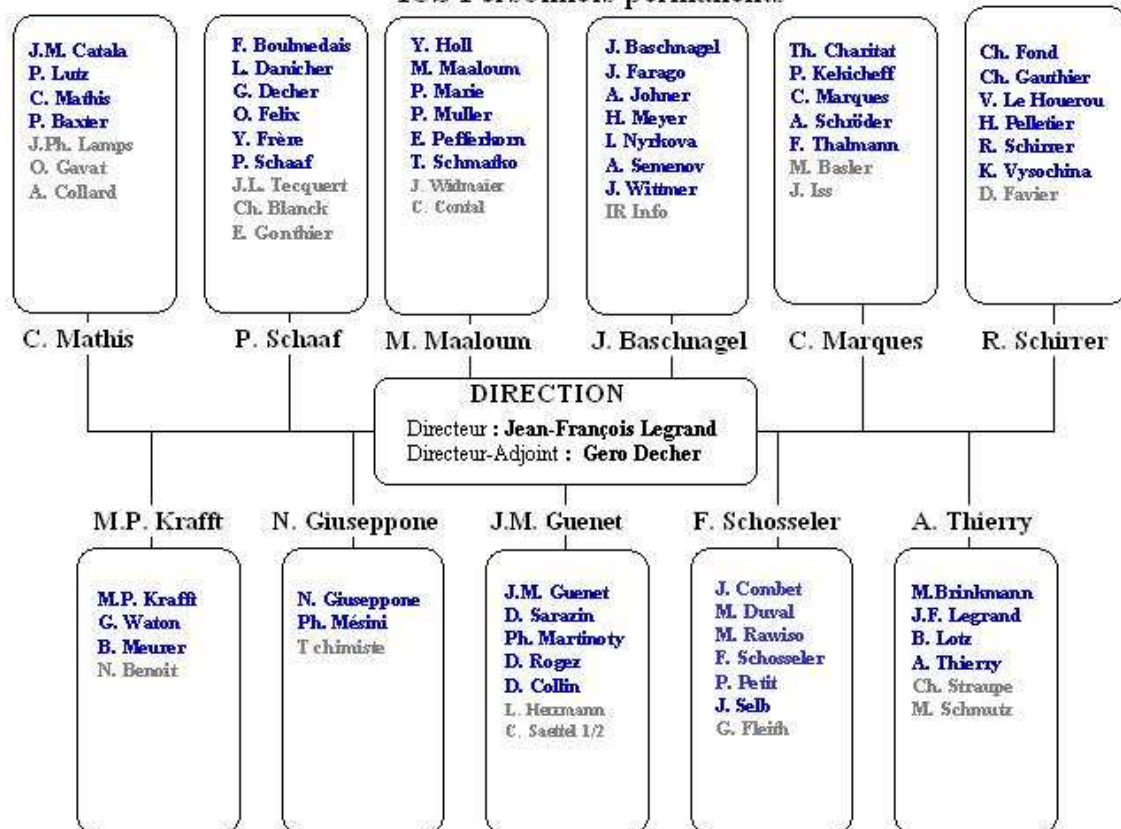 Personnels permanents
J.M. Catala
P. Lutz
C. Mathis
P. Baxter
J.Ph. Lamps
O. Gavat
A. Collard
F. Boulmedais
L. Danicher
G. Decher
O. Felix
Y. Frère
P. Schaaf
J.L. Tecquert
Ch. Blanck
E. Gonthier
Y. Holl
M. Maaloum
P. Marie
P. Muller
E. Pefferkorn
T. Schmatko
J. Widmaier
C. Contal
J. Baschnagel
J. Farago
A. Johner
H. Meyer
I. Nyrkova
A. Semenov
J. Wittmer
IR Info
Th. Charitat
P. Kekicheff
C. Marques
A. Schröder
F. Thalmann
M. Basler
J. Iss
Ch. Fond
Ch. Gauthier
V. Le Houerou
H. Pelletier
R. Schirrer
K. Vysochina
D. Favier
C. Mathis
P. Schaaf
M. Maaloum
J. Baschnagel
C. Marques
R. Schirrer
DIRECTION
Directeur : Jean-François Legrand
Directeur-Adjoint : Gero Decher
M.P. Krafft
N. Giuseppone
J.M. Guenet
F. Schosseler
A. Thierry
M.P. Krafft
G. Waton
B. Meurer
N. Benoit
N. Giuseppone
Ph. Mésini
T chimiste
J.M. Guenet
D. Sarazin
Ph. Martinoty
D. Rogez
D. Collin
L. Herrmann
C. Saettel 1/2
J. Combet
M. Duval
M. Rawiso
F. Schosseler
P. Petit
J. Selb
G. Fleith
M.Brinkmann
J.F. Legrand
B. Lotz
A. Thierry
Ch. Straupe
M. Schmutz